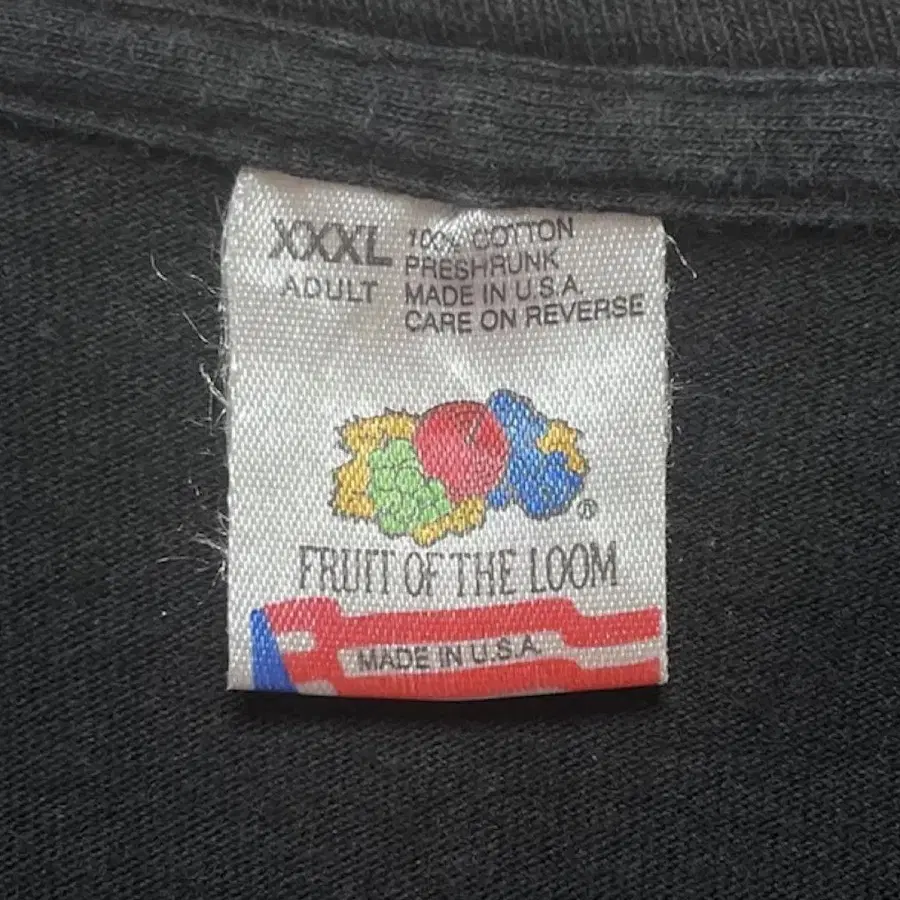 XXXL
ADULT
100% COTTON
PRESHRUNK
MADE IN U.S.A.
CARE ON REVERSE
®
FRUIT OF THE LOOM
MADE IN U.S.A.